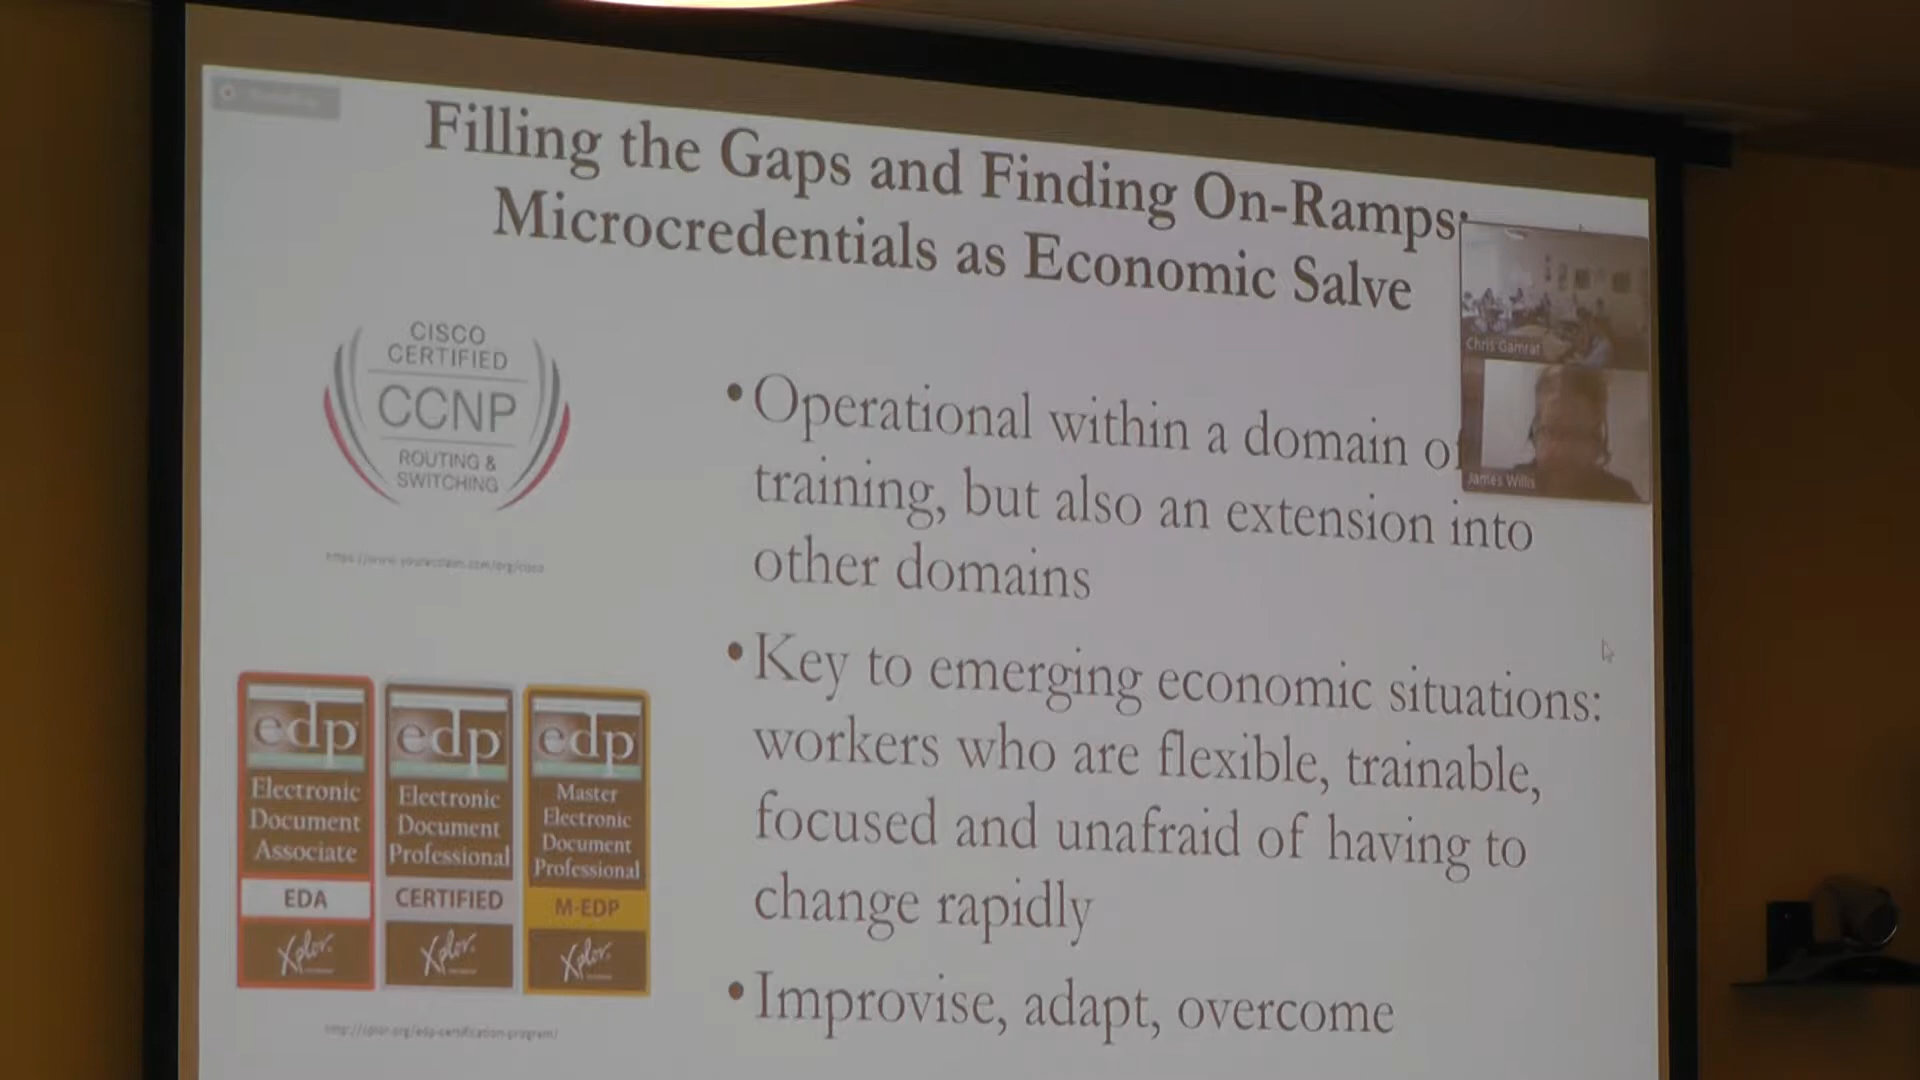 Filling the Gaps and Finding On-Ramps:
Microcredentials as Economic Salve
Chris Gamrat
James Willis
CISCO
CERTIFIED
CCNP
ROUTING &
SWITCHING
•Operational within a domain of
training, but also an extension into
other domains
•Key to emerging economic situations:
workers who are flexible, trainable,
focused and unafraid of having to
change rapidly
•Improvise, adapt, overcome
edp
Electronic
Document
Associate
EDA
Xplor.
edp
Electronic
Document
Professional
CERTIFIED
Xplor.
edp
Master
Electronic
Document
Professional
M-EDP
Xplor.